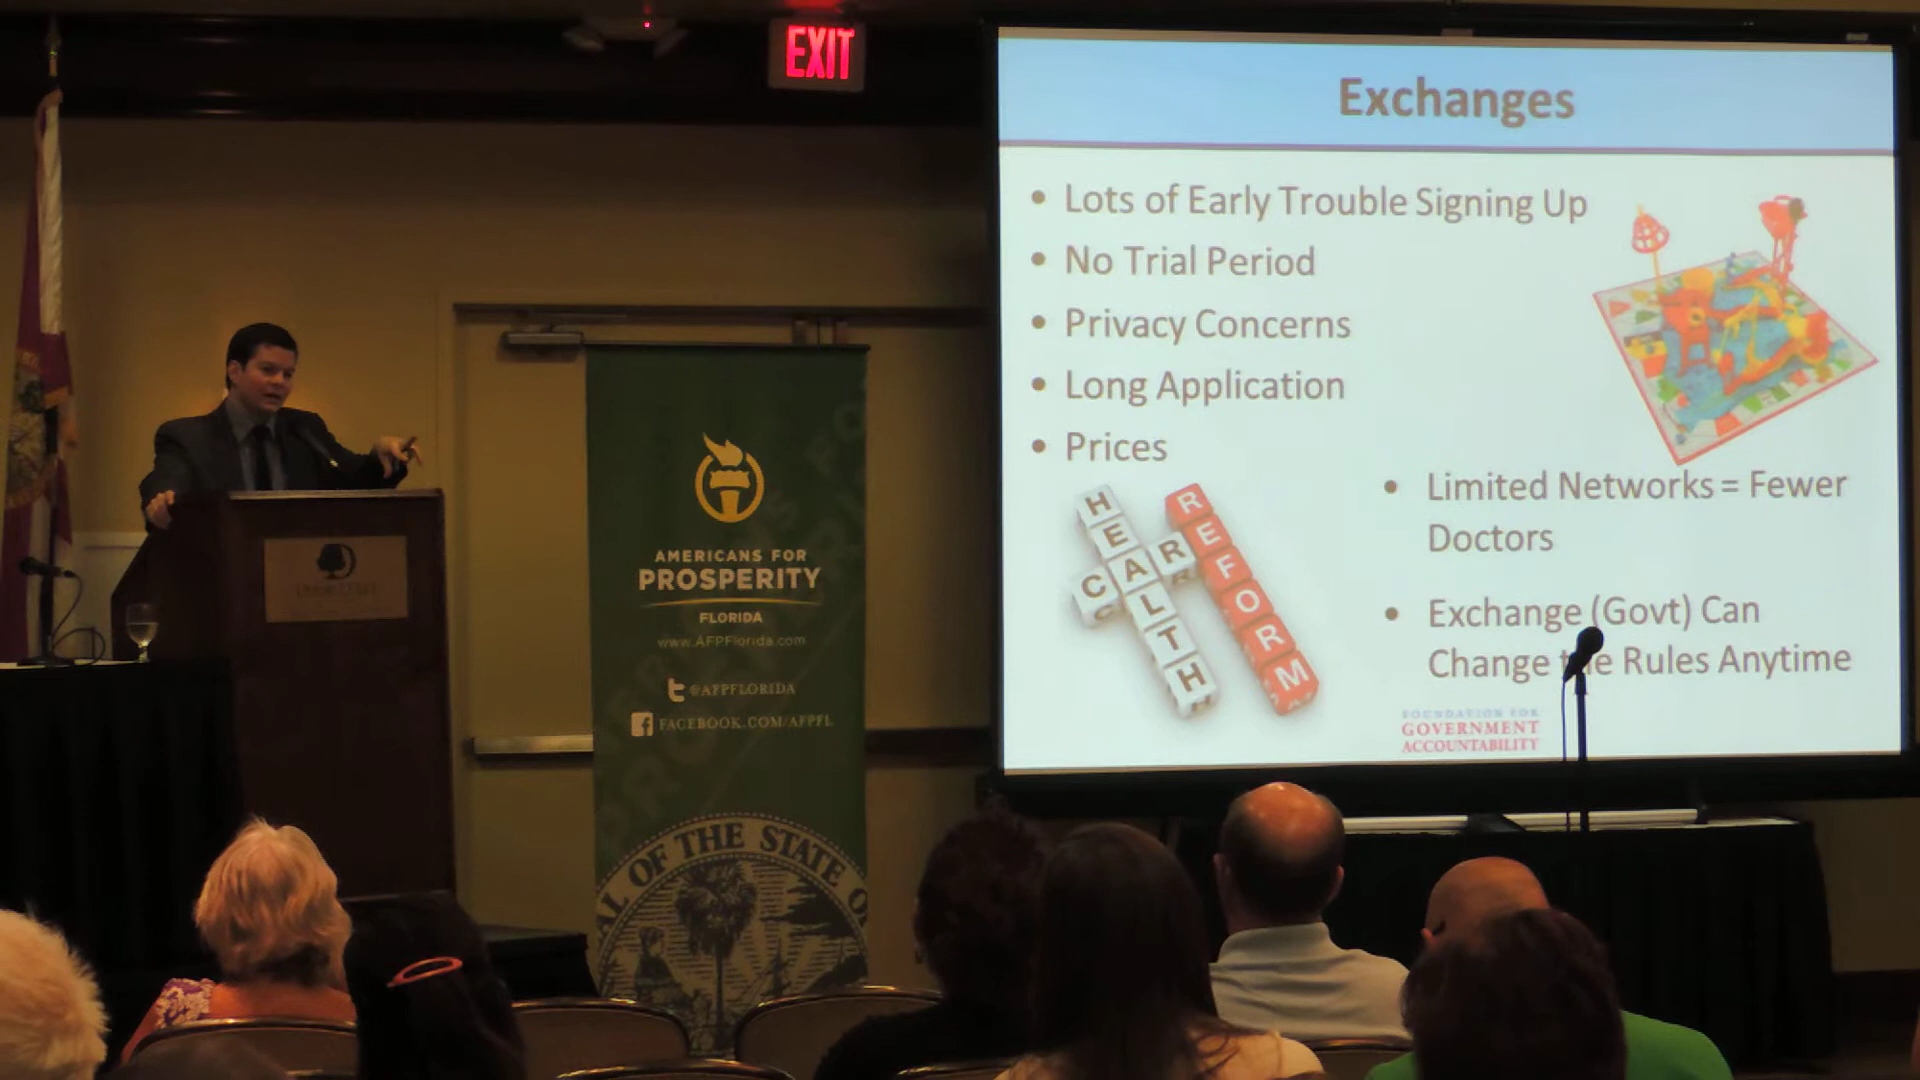 EXIT
Exchanges
• Lots of Early Trouble Signing Up
• No Trial Period
• Privacy Concerns
• Long Application
• Prices
• Limited Networks = Fewer
Doctors
• Exchange (Govt) Can
Change the Rules Anytime
HEALTH
CARE
REFORM
FOUNDATION FOR
GOVERNMENT
ACCOUNTABILITY
AMERICANS FOR
PROSPERITY
FLORIDA
www.AFPFlorida.com
@AFPFLORIDA
FACEBOOK.COM/AFPFL
OF THE STATE O